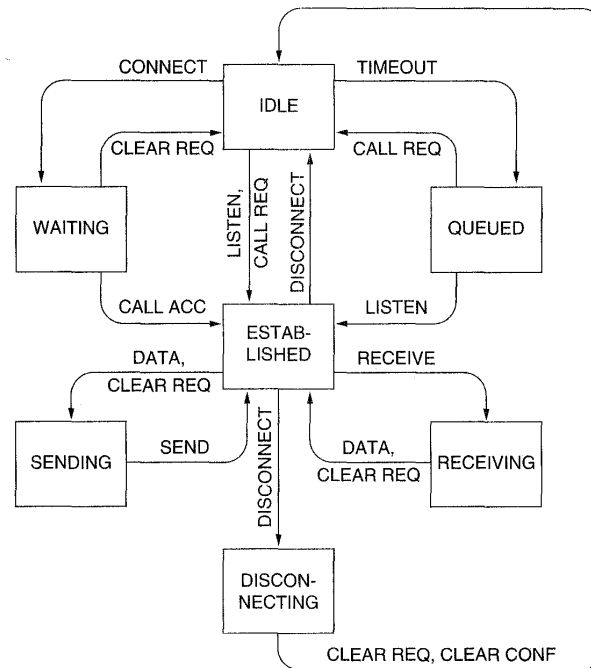 CONNECT
TIMEOUT
IDLE
CLEAR REQ
CALL REQ
WAITING
LISTEN,
CALL REQ
DISCONNECT
QUEUED
CALL ACC
LISTEN
ESTAB-
LISHED
DATA,
CLEAR REQ
RECEIVE
SENDING
SEND
DISCONNECT
DATA,
CLEAR REQ
RECEIVING
DISCON-
NECTING
CLEAR REQ, CLEAR CONF